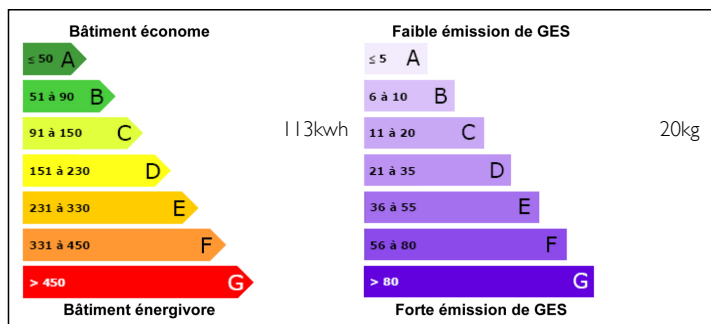 Bâtiment économe
≤ 50 A
51 à 90 B
91 à 150 C
113kwh
151 à 230 D
231 à 330 E
331 à 450 F
> 450 G
Bâtiment énergivore
Faible émission de GES
≤ 5 A
6 à 10 B
11 à 20 C
20kg
21 à 35 D
36 à 55 E
56 à 80 F
> 80 G
Forte émission de GES